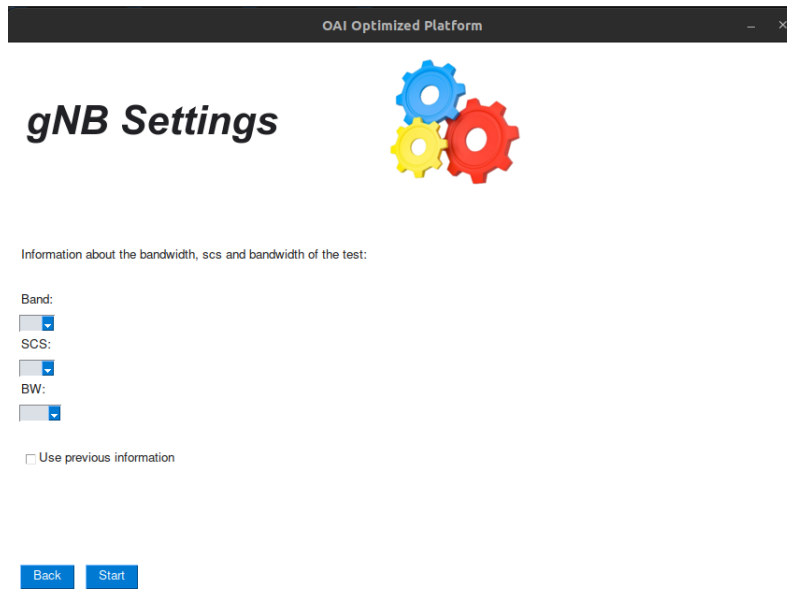 OAI Optimized Platform
gNB Settings
Information about the bandwidth, scs and bandwidth of the test:
Band:
SCS:
BW:
Use previous information
Back Start